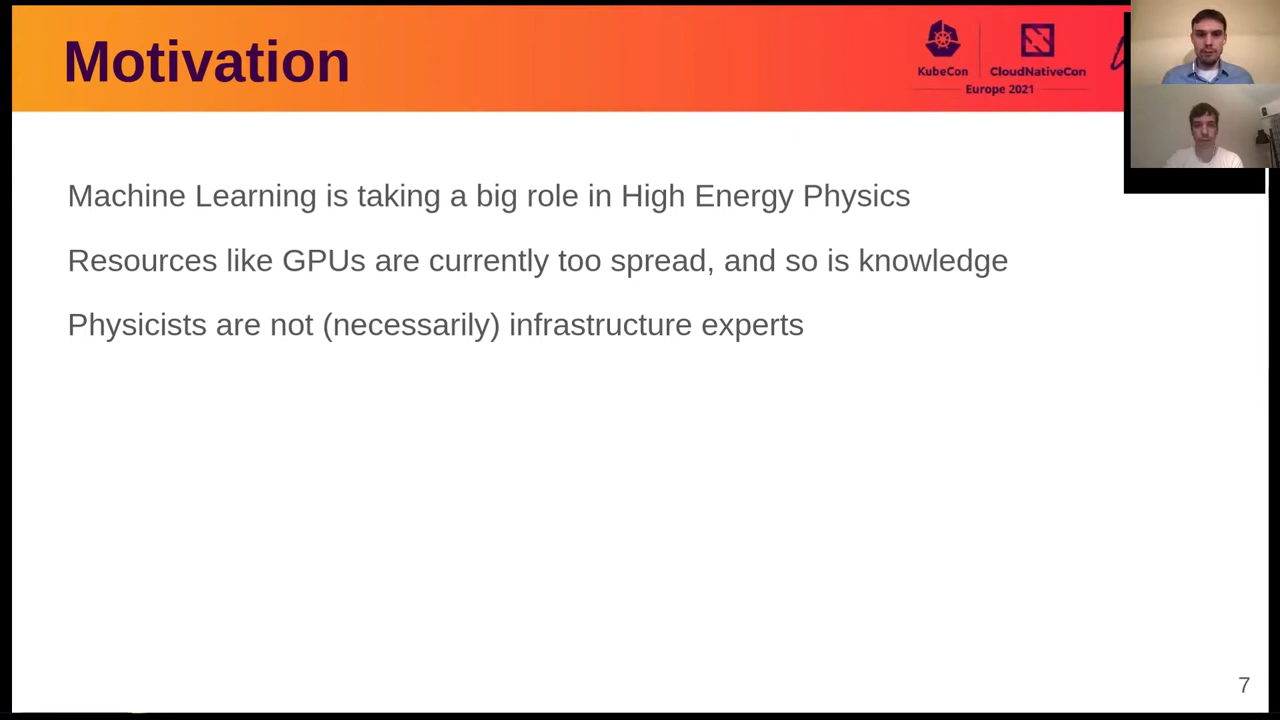 Motivation
KubeCon
CloudNativeCon
Europe 2021
Machine Learning is taking a big role in High Energy Physics
Resources like GPUs are currently too spread, and so is knowledge
Physicists are not (necessarily) infrastructure experts
7